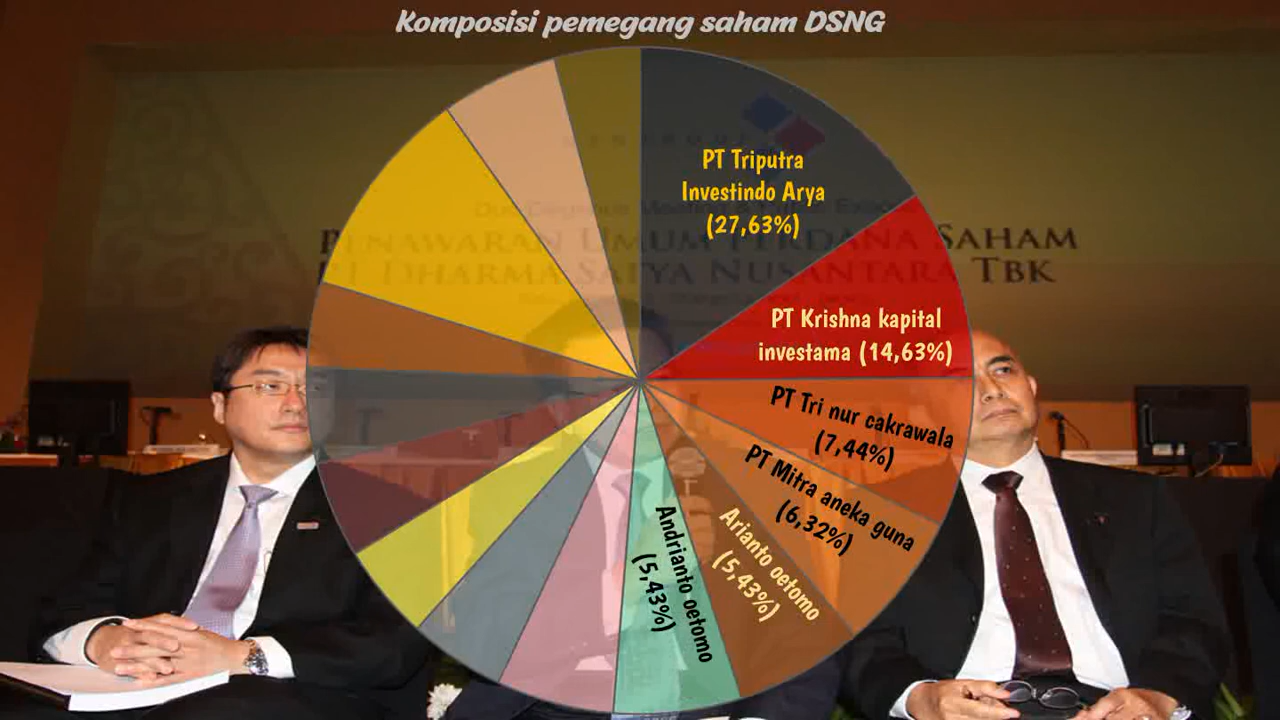 Komposisi pemegang saham DSNG
PT Triputra
Investindo Arya
(27,63%)
PENAWARAN UMUM PERDANA SAHAM
PT DHARMA SATYA NUSANTARA TBK
PT Krishna kapital
investama (14,63%)
PT Tri nur cakrawala
(7,44%)
PT Mitra aneka guna
(6,32%)
Arianto oetomo
(5,43%)
Andrianto oetomo
(5,43%)